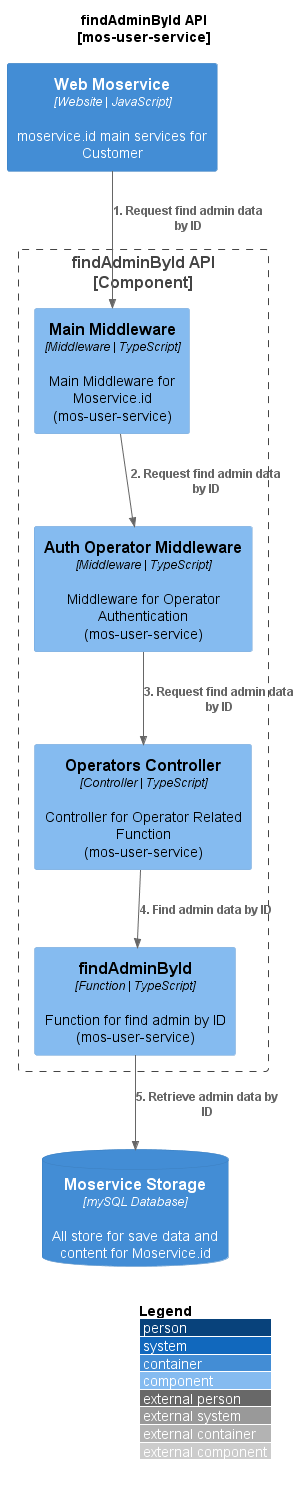 findAdminById API
[mos-user-service]
Web Moservice
[Website | JavaScript]
moservice.id main services for
Customer
1. Request find admin data
by ID
findAdminById API
[Component]
Main Middleware
[Middleware | TypeScript]
Main Middleware for
Moservice.id
(mos-user-service)
2. Request find admin data
by ID
Auth Operator Middleware
[Middleware | TypeScript]
Middleware for Operator
Authentication
(mos-user-service)
3. Request find admin data
by ID
Operators Controller
[Controller | TypeScript]
Controller for Operator Related
Function
(mos-user-service)
4. Find admin data by ID
findAdminById
[Function | TypeScript]
Function for find admin by ID
(mos-user-service)
5. Retrieve admin data by
ID
Moservice Storage
[mySQL Database]
All store for save data and
content for Moservice.id
Legend
person
system
container
component
external person
external system
external container
external component